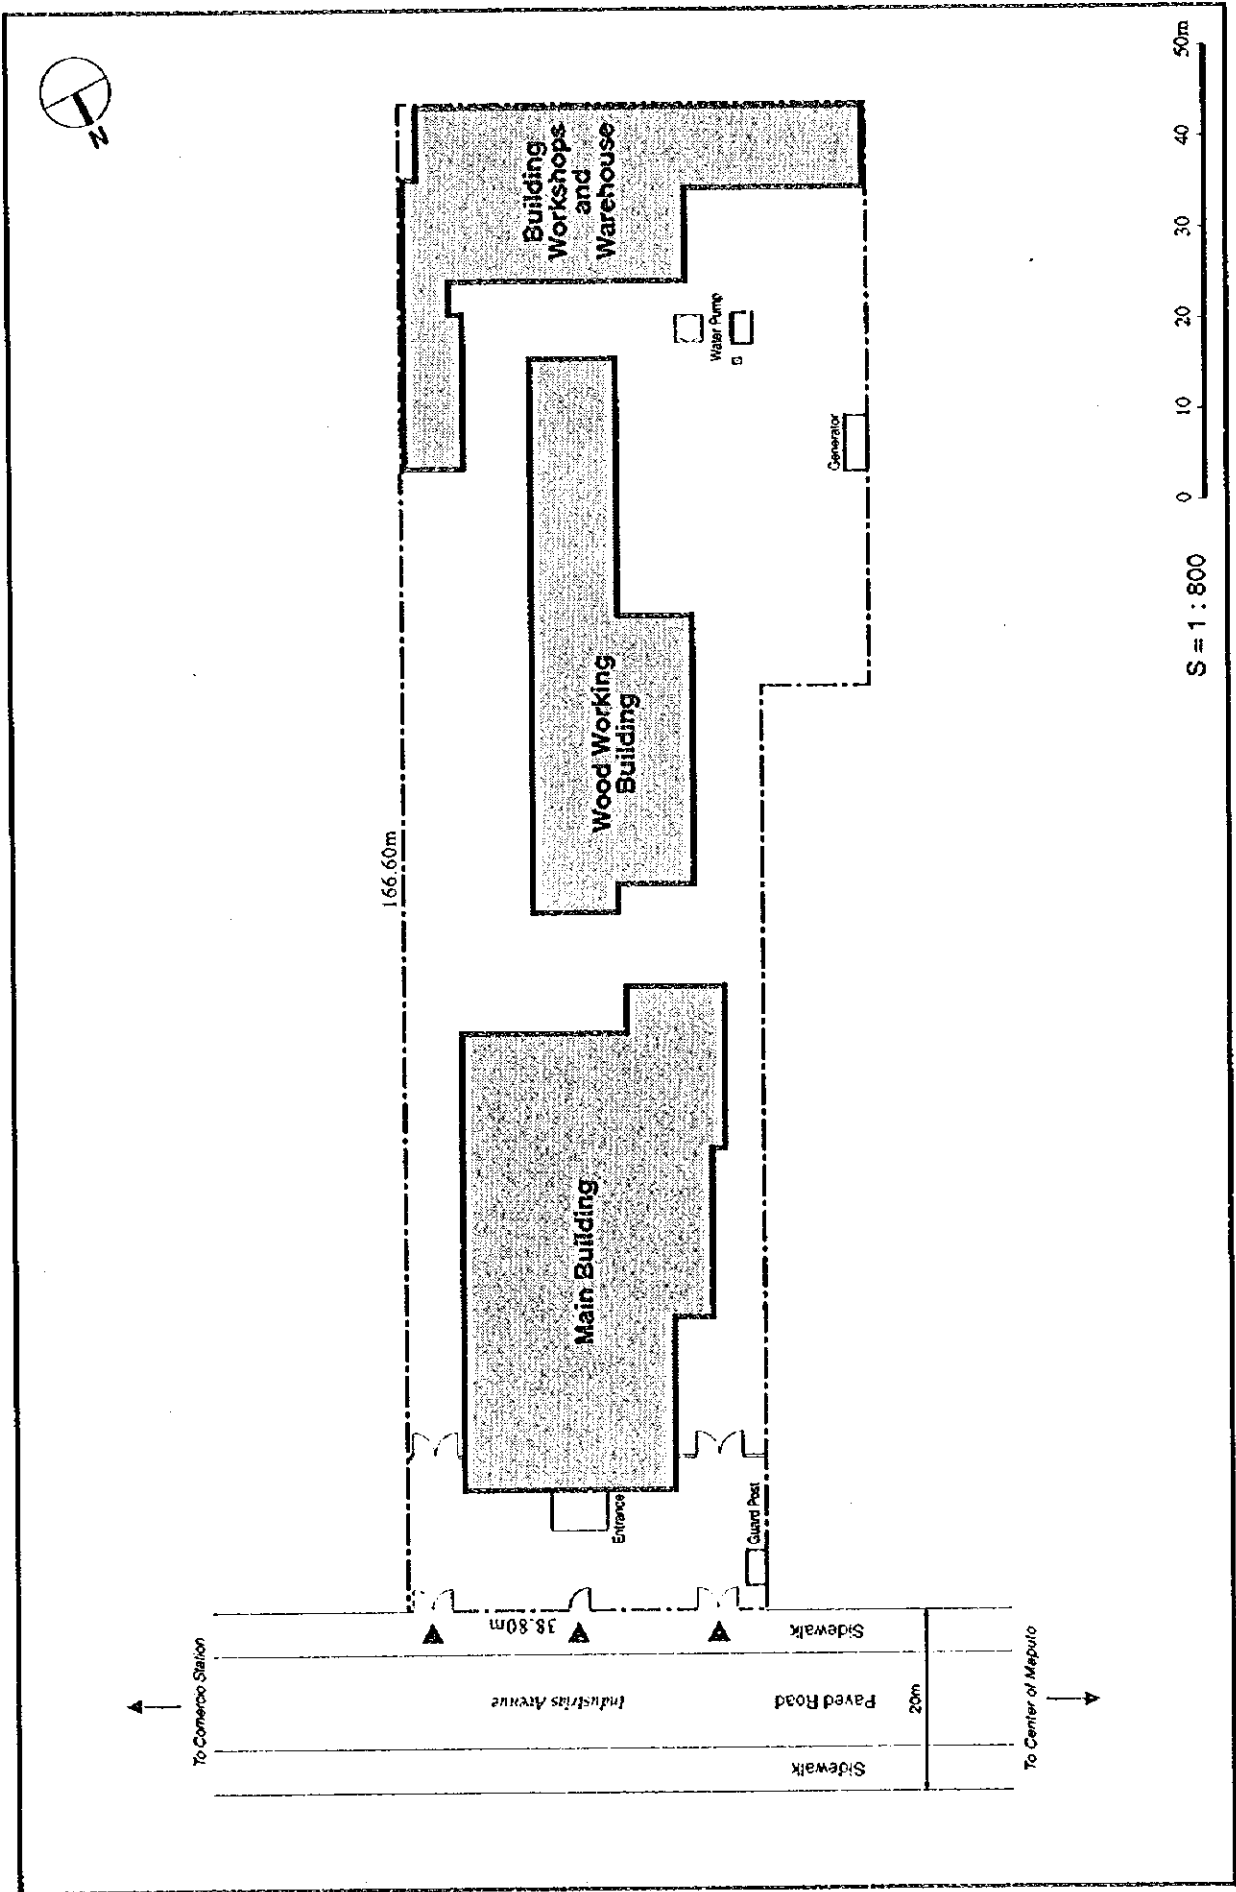 N
Building
Workshops
and
Warehouse
Water Pump
Generator
Wood Working
Building
166.60m
Main Building
Entrance
Guard Post
38.80m
Sidewalk
Industrias Avenue
Paved Road
Sidewalk
20m
To Comercio Station
To Center of Maputo
S = 1 : 800
0 10 20 30 40 50m